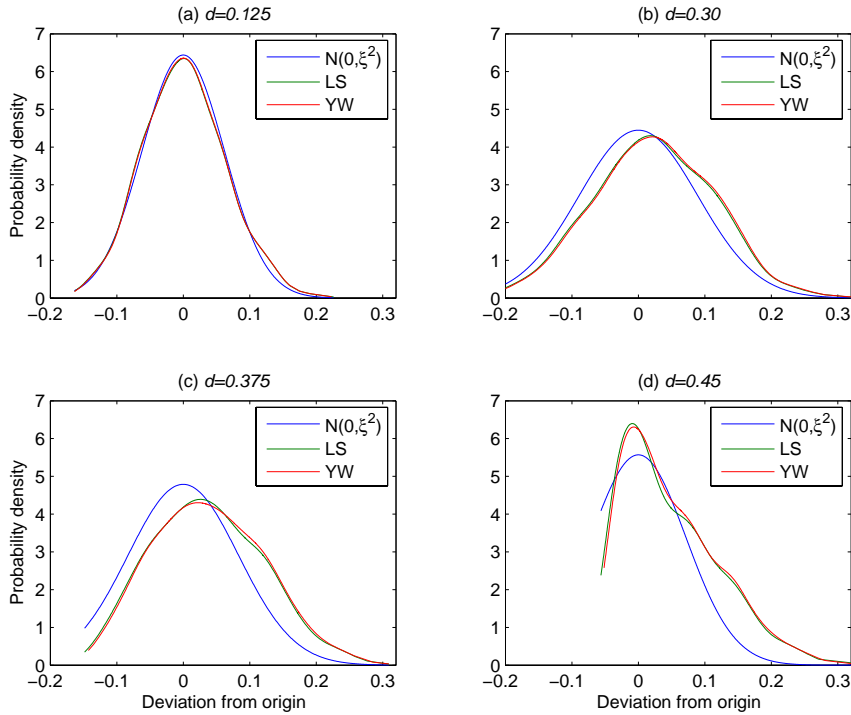 (a) d=0.125
Probability density
7
6
5
4
3
2
1
0
−0.2 −0.1 0 0.1 0.2 0.3
N(0,ξ²)
LS
YW
(b) d=0.30
7
6
5
4
3
2
1
0
−0.2 −0.1 0 0.1 0.2 0.3
N(0,ξ²)
LS
YW
(c) d=0.375
Probability density
7
6
5
4
3
2
1
0
−0.2 −0.1 0 0.1 0.2 0.3
Deviation from origin
N(0,ξ²)
LS
YW
(d) d=0.45
7
6
5
4
3
2
1
0
−0.2 −0.1 0 0.1 0.2 0.3
Deviation from origin
N(0,ξ²)
LS
YW